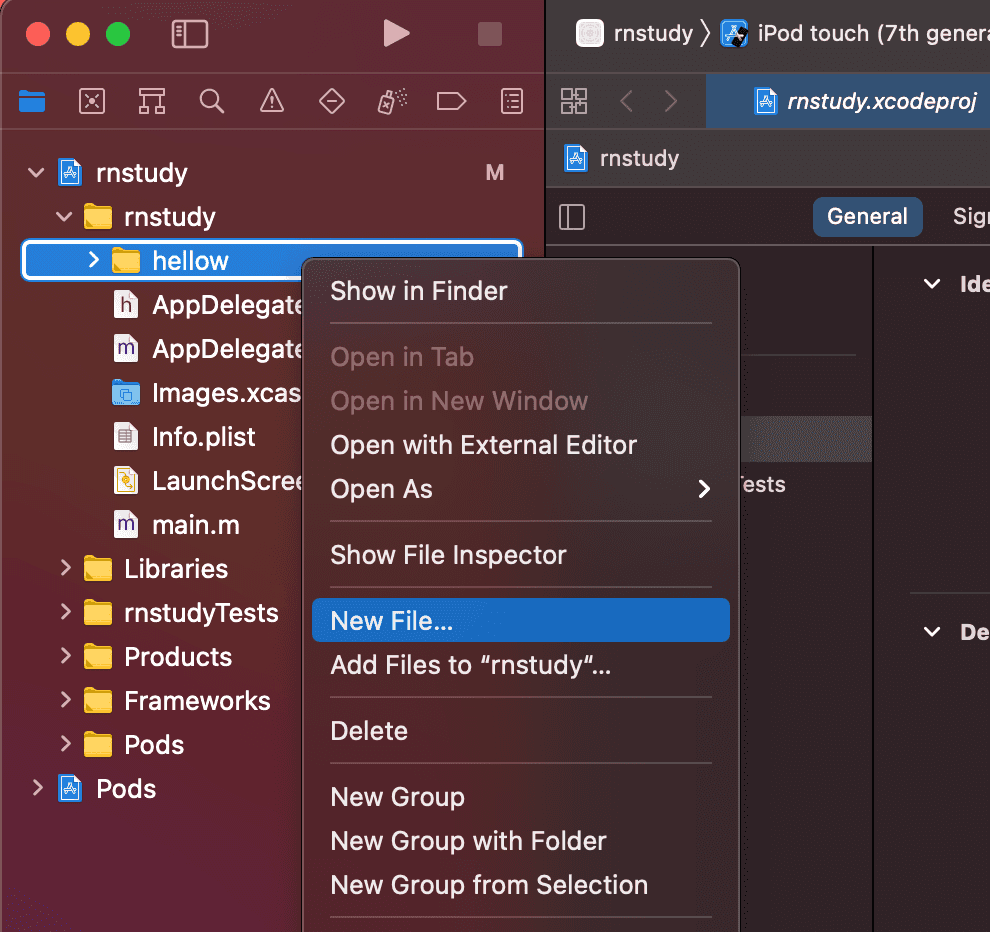 rnstudy
iPod touch (7th genera
rnstudy.xcodeproj
rnstudy M
rnstudy
rnstudy
General Sig
hellow
Ide
h AppDelegate
m AppDelegate
Images.xcas
Info.plist
LaunchScree
m main.m
Libraries
rnstudyTests
Products
Frameworks
Pods
Pods
Show in Finder
Open in Tab
Open in New Window
Open with External Editor
Open As
Show File Inspector
New File...
Add Files to “rnstudy“...
Delete
New Group
New Group with Folder
New Group from Selection
Tests
De